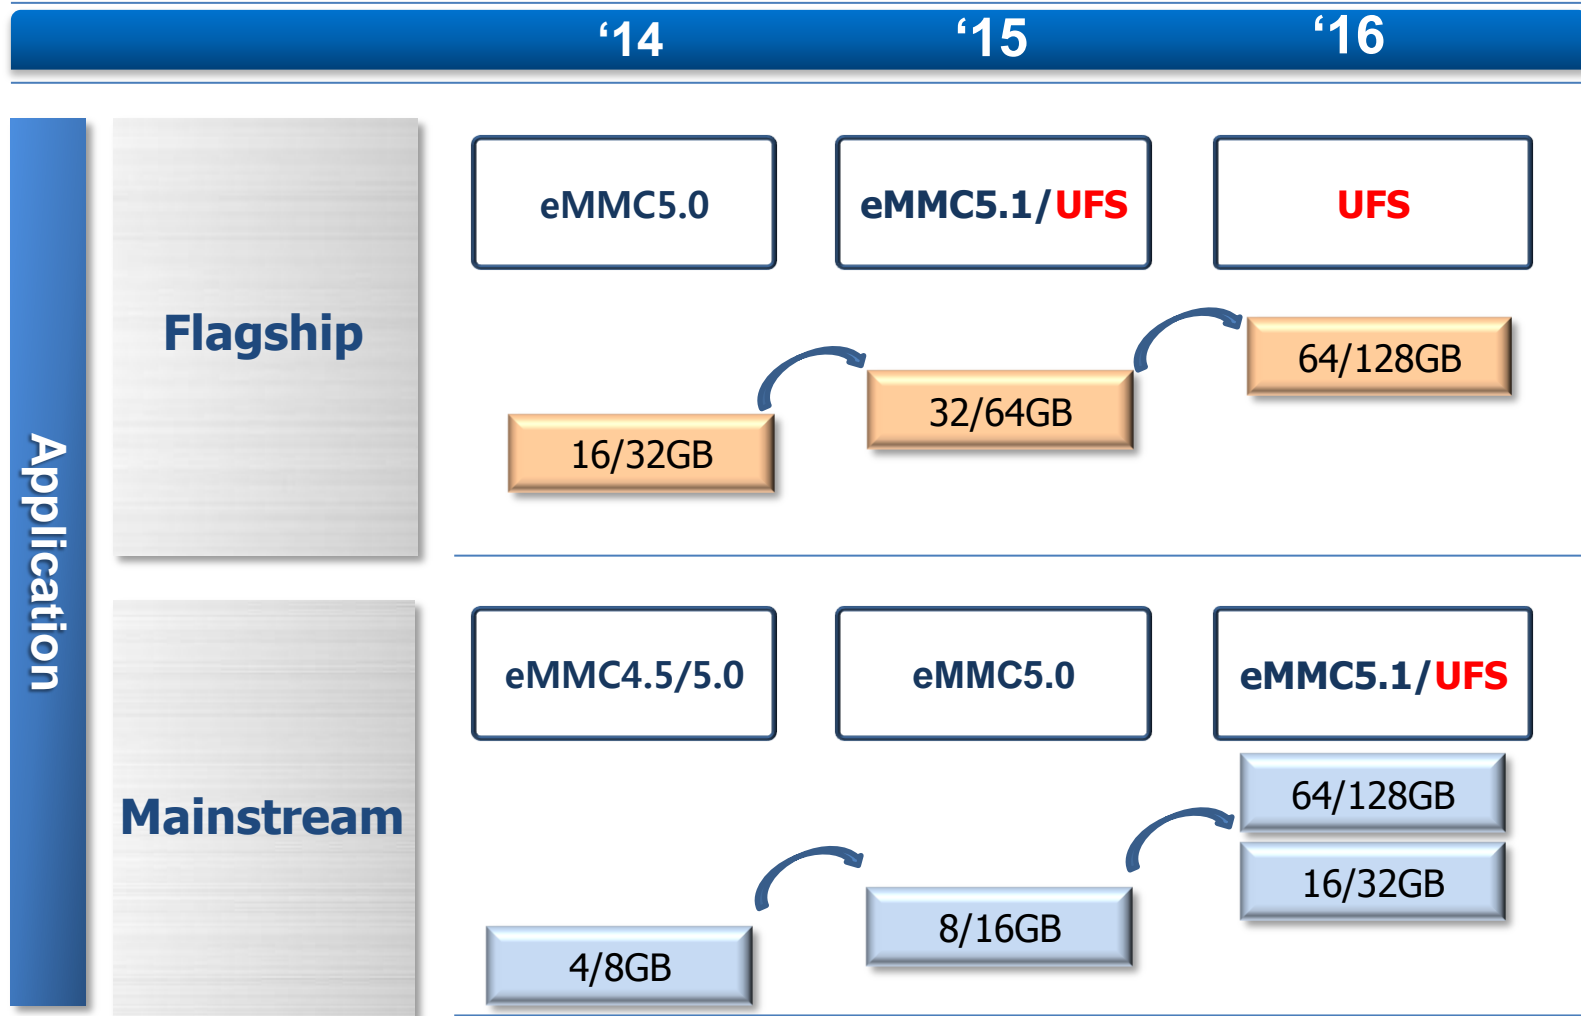 ‘14 ‘15 ‘16
Application
Flagship
eMMC5.0 eMMC5.1/UFS UFS
16/32GB 32/64GB 64/128GB
Mainstream
eMMC4.5/5.0 eMMC5.0 eMMC5.1/UFS
4/8GB 8/16GB 64/128GB
16/32GB